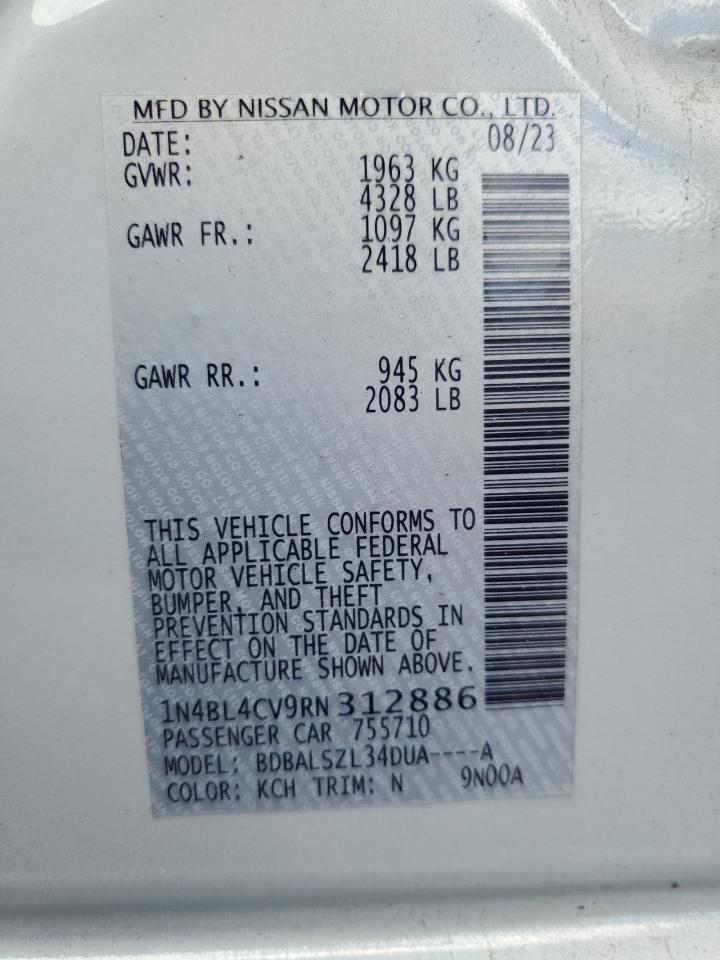 MFD BY NISSAN MOTOR CO., LTD.
DATE: 08/23
GVWR: 1963 KG
4328 LB
GAWR FR.: 1097 KG
2418 LB
GAWR RR.: 945 KG
2083 LB
THIS VEHICLE CONFORMS TO
ALL APPLICABLE FEDERAL
MOTOR VEHICLE SAFETY,
BUMPER, AND THEFT
PREVENTION STANDARDS IN
EFFECT ON THE DATE OF
MANUFACTURE SHOWN ABOVE.
1N4BL4CV9RN312886
PASSENGER CAR 755710
MODEL: BDBALSZL34DUA----A
COLOR: KCH TRIM: N 9N00A